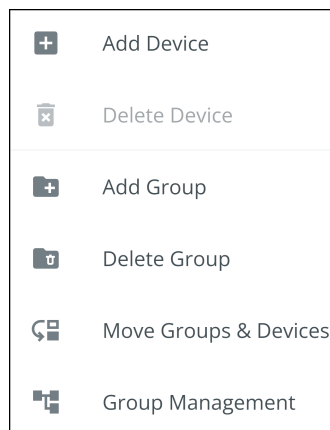 Add Device
Delete Device
Add Group
Delete Group
Move Groups & Devices
Group Management